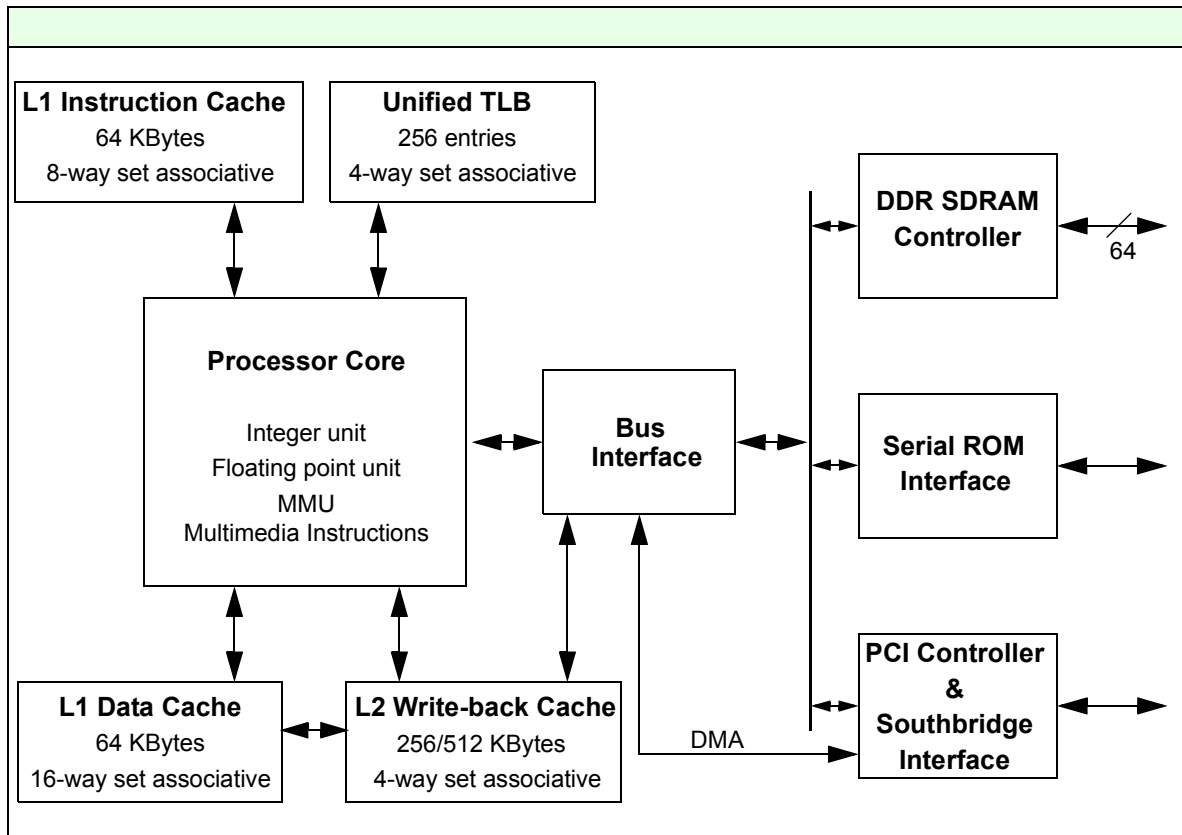 L1 Instruction Cache
64 KBytes
8-way set associative
Unified TLB
256 entries
4-way set associative
DDR SDRAM
Controller
64
Processor Core
Integer unit
Floating point unit
MMU
Multimedia Instructions
Bus
Interface
Serial ROM
Interface
L1 Data Cache
64 KBytes
16-way set associative
L2 Write-back Cache
256/512 KBytes
4-way set associative
DMA
PCI Controller
&
Southbridge
Interface